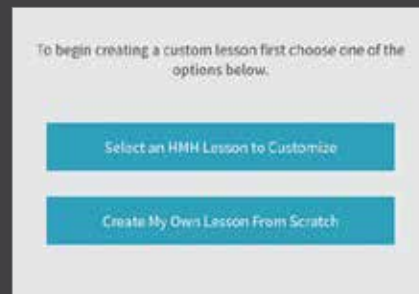 To begin creating a custom lesson first choose one of the
options below.
Select an HMH Lesson to Customize
Create My Own Lesson From Scratch